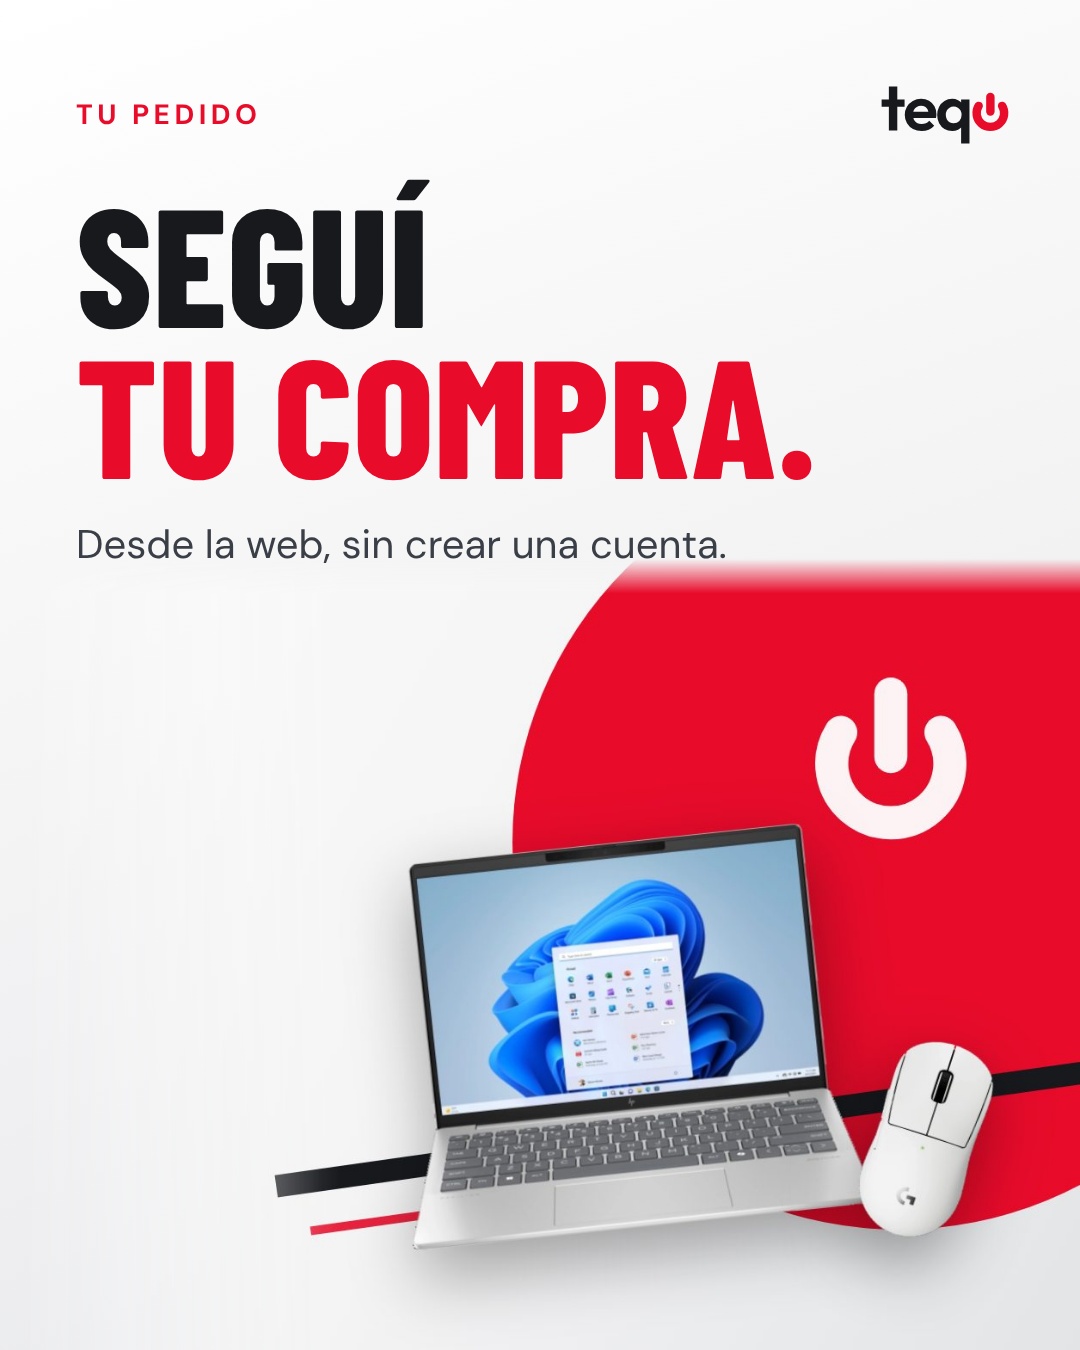 TU PEDIDO
teqo
SEGUÍ
TU COMPRA.
Desde la web, sin crear una cuenta.